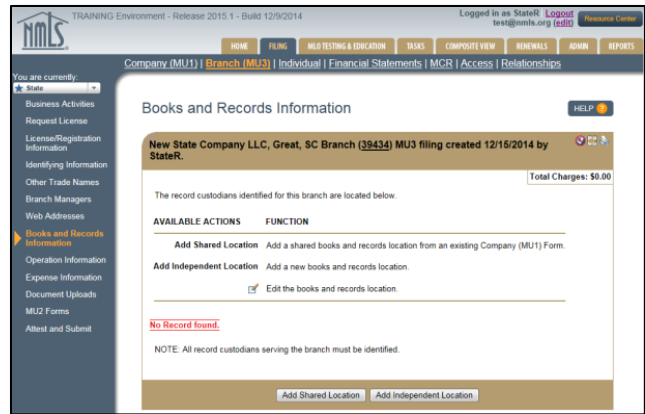 TRAINING Environment - Release 2015.1 - Build 12/9/2014
Logged in as StateR Logout
test@nmls.org (edit)
Resource Center
NMLS
HOME FILING MLO TESTING & EDUCATION TASKS COMPOSITE VIEW RENEWALS ADMIN REPORTS
Company (MU1) | Branch (MU3) | Individual | Financial Statements | MCR | Access | Relationships
You are currently:
State
Business Activities
Request License
License/Registration
Information
Identifying Information
Other Trade Names
Branch Managers
Web Addresses
Books and Records
Information
Operation Information
Expense Information
Document Uploads
MU2 Forms
Attest and Submit
Books and Records Information
HELP ?
New State Company LLC, Great, SC Branch (39434) MU3 filing created 12/15/2014 by
StateR.
Total Charges: $0.00
The record custodians identified for this branch are located below.
AVAILABLE ACTIONS FUNCTION
Add Shared Location Add a shared books and records location from an existing Company (MU1) Form.
Add Independent Location Add a new books and records location.
Edit the books and records location.
No Record found.
NOTE: All record custodians serving the branch must be identified.
Add Shared Location Add Independent Location